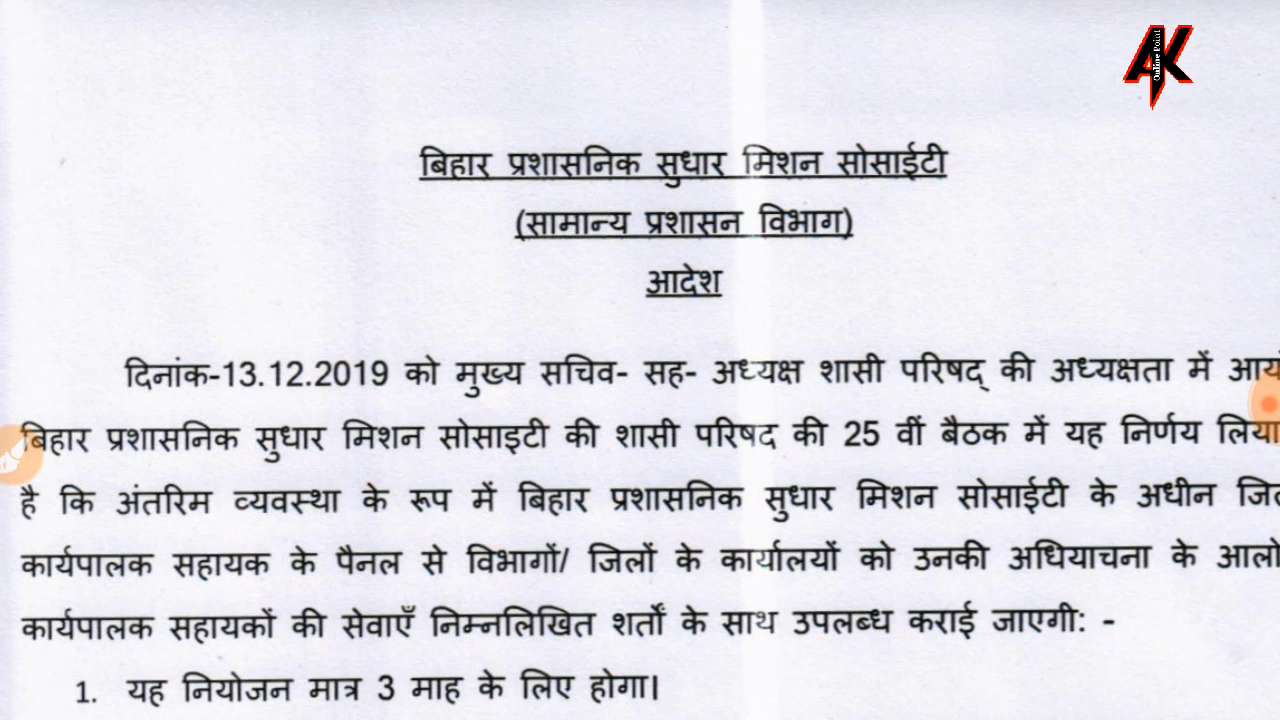 AK
Online Point
बिहार प्रशासनिक सुधार मिशन सोसाईटी
(सामान्य प्रशासन विभाग)
आदेश
दिनांक-13.12.2019 को मुख्य सचिव- सह- अध्यक्ष शासी परिषद् की अध्यक्षता में
बिहार प्रशासनिक सुधार मिशन सोसाइटी की शासी परिषद की 25 वीं बैठक में यह निर्णय लिया
है कि अंतरिम व्यवस्था के रूप में बिहार प्रशासनिक सुधार मिशन सोसाईटी के अधीन
कार्यपालक सहायक के पैनल से विभागों/ जिलों के कार्यालयों को उनकी अधियाचना के
कार्यपालक सहायकों की सेवाएँ निम्नलिखित शर्तों के साथ उपलब्ध कराई जाएगी: -
1. यह नियोजन मात्र 3 माह के लिए होगा।